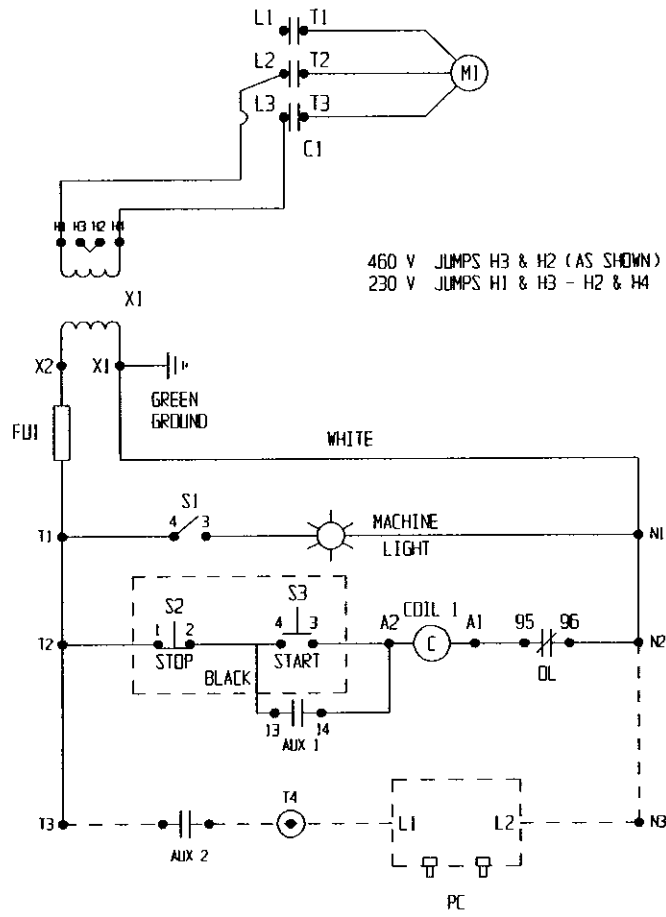 L1 T1
L2 T2
M1
L3 T3
C1
H1 H3 H2 H4
460 V JUMPS H3 & H2 (AS SHOWN)
230 V JUMPS H1 & H3 - H2 & H4
X1
X2 X1
GREEN
GROUND
FU1
WHITE
S1
4 3
MACHINE
LIGHT
T1
N1
S2 S3
COIL 1
1 2 4 3 A2 C A1 95 96
T2
N2
STOP START
OL
BLACK
13 14
AUX 1
T4
T3
L1 L2
N3
AUX 2
PC